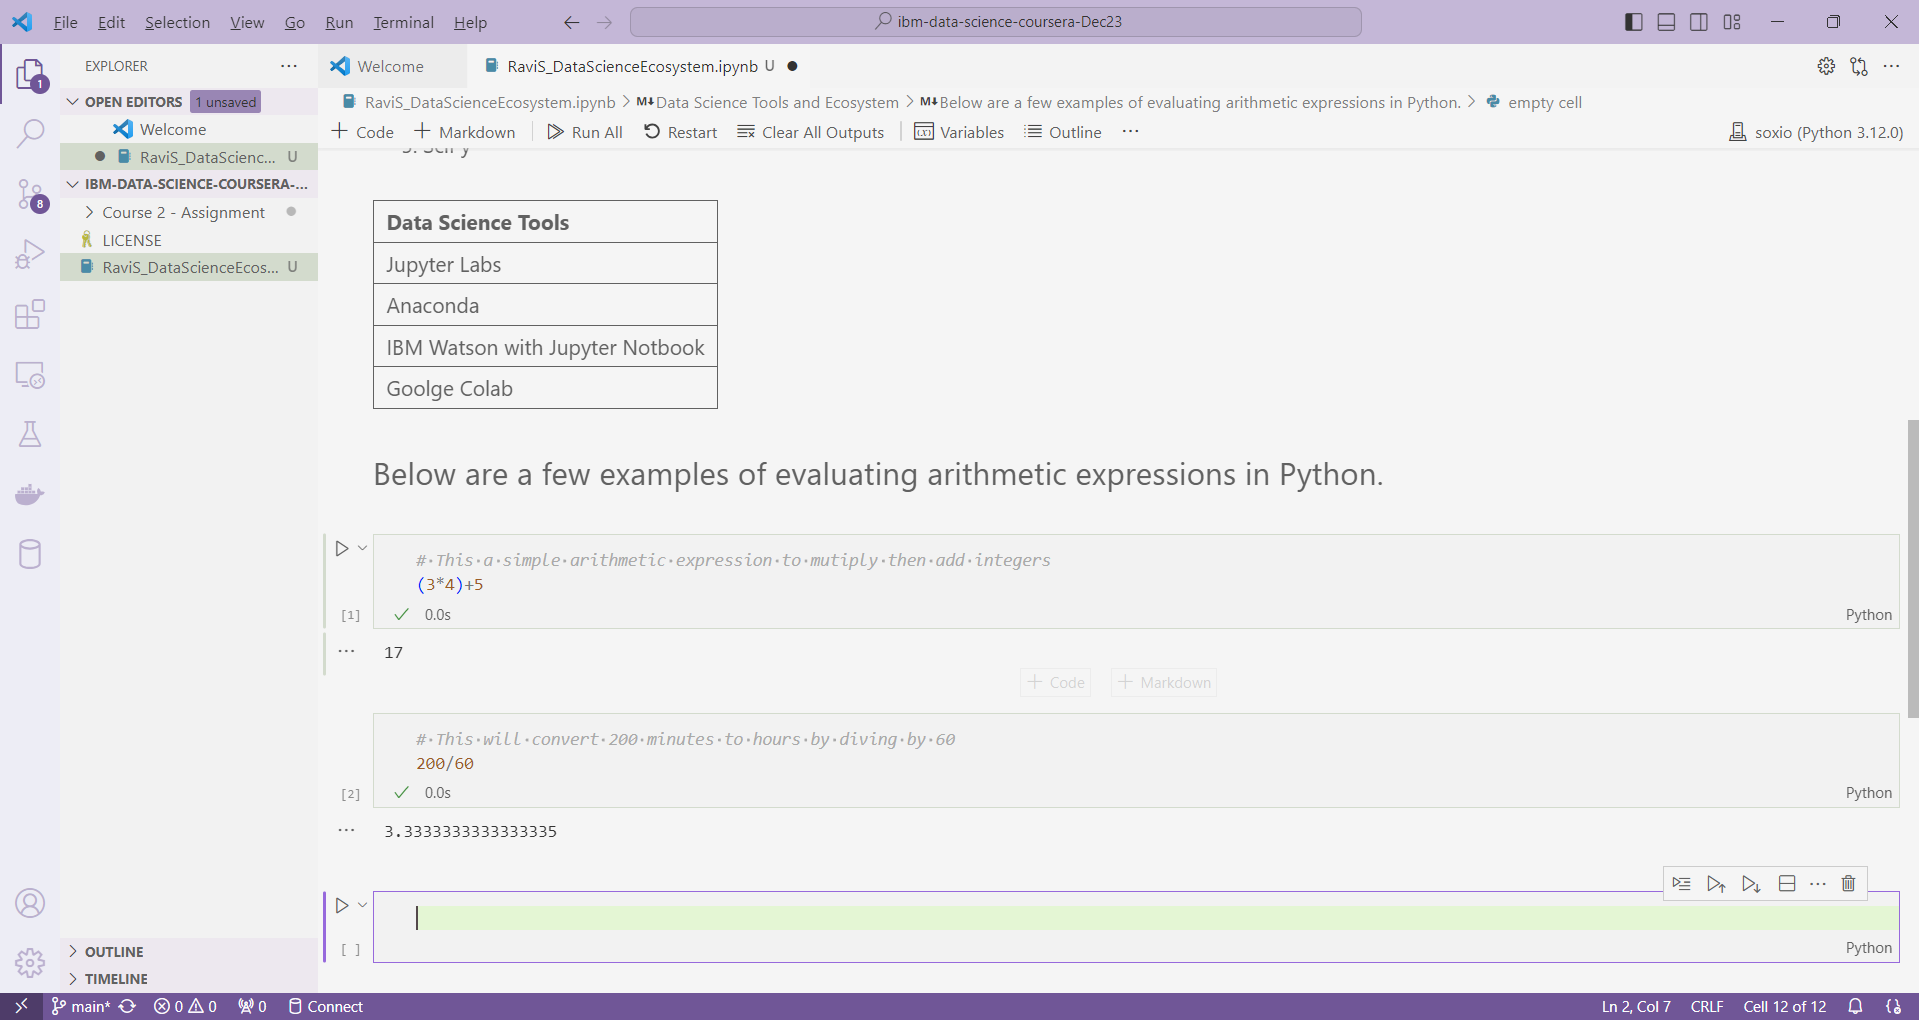 File Edit Selection View Go Run Terminal Help ibm-data-science-coursera-Dec23
EXPLORER
1
OPEN EDITORS 1 unsaved
Welcome
RaviS_DataScienc... U
IBM-DATA-SCIENCE-COURSERA-...
8
Course 2 - Assignment
LICENSE
RaviS_DataScienceEcos... U
OUTLINE
TIMELINE
Welcome RaviS_DataScienceEcosystem.ipynb U
RaviS_DataScienceEcosystem.ipynb > M↓Data Science Tools and Ecosystem > M↓Below are a few examples of evaluating arithmetic expressions in Python. > empty cell
+ Code + Markdown Run All Restart Clear All Outputs Variables Outline ... soxio (Python 3.12.0)
Data Science Tools
Jupyter Labs
Anaconda
IBM Watson with Jupyter Notbook
Goolge Colab
Below are a few examples of evaluating arithmetic expressions in Python.
#·This·a·simple·arithmetic·expression·to·mutiply·then·add·integers
(3*4)+5
[1] 0.0s Python
17
+ Code + Markdown
#·This·will·convert·200·minutes·to·hours·by·diving·by·60
200/60
[2] 0.0s Python
3.3333333333333335
[ ] Python
main* 0 0 0 Connect Ln 2, Col 7 CRLF Cell 12 of 12